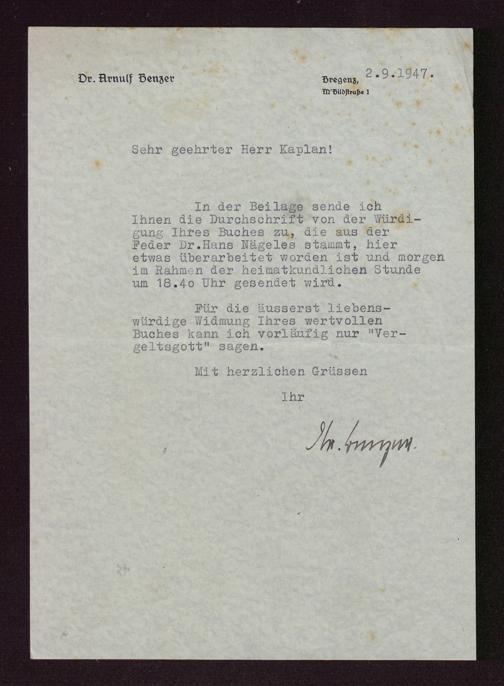 Dr. Arnulf Benzer
Bregenz, 2.9.1947.
M'Bildstraße 1
Sehr geehrter Herr Kaplan!
In der Beilage sende ich
Ihnen die Durchschrift von der Würdi-
gung Ihres Buches zu, die aus der
Feder Dr.Hans Nägeles stammt, hier
etwas überarbeitet worden ist und morgen
im Rahmen der heimatkundlichen Stunde
um 18.4o Uhr gesendet wird.
Für die äusserst liebens-
würdige Widmung Ihres wertvollen
Buches kann ich vorläufig nur "Ver-
geltsgott" sagen.
Mit herzlichen Grüssen
Ihr